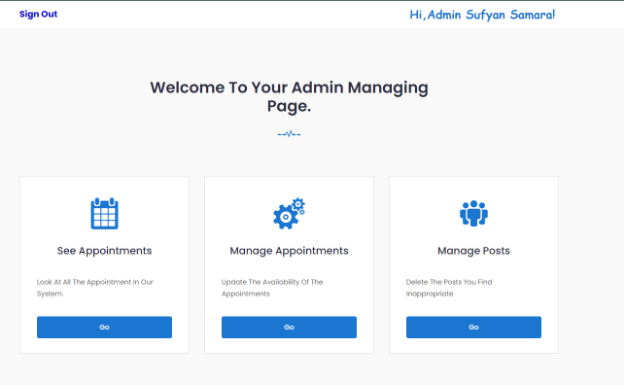 Sign Out
Hi,Admin Sufyan Samara!
Welcome To Your Admin Managing
Page.
See Appointments
Look At All The Appointment In Our
System.
Go
Manage Appointments
Update The Availability Of The
Appointments
Go
Manage Posts
Delete The Posts You Find
Inappropriate
Go